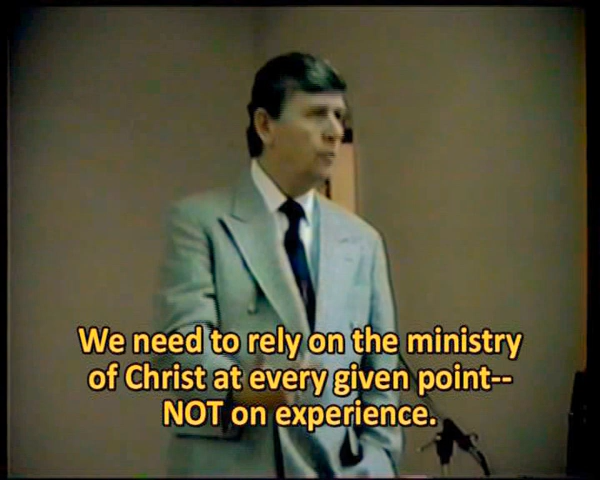 We need to rely on the ministry
of Christ at every given point--
NOT on experience.